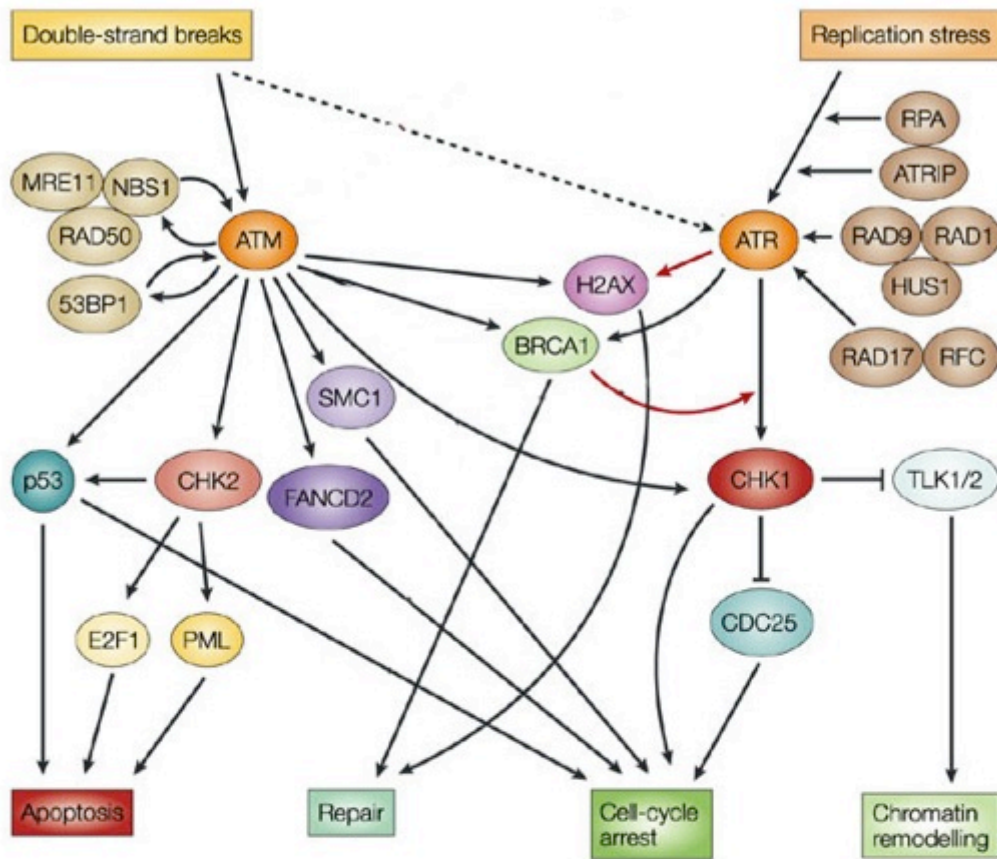 Double-strand breaks
Replication stress
RPA
ATRIP
MRE11
NBS1
RAD50
ATM
ATR
RAD9
RAD1
HUS1
53BP1
H2AX
BRCA1
RAD17
RFC
SMC1
p53
CHK2
FANCD2
CHK1
TLK1/2
E2F1
PML
CDC25
Apoptosis
Repair
Cell-cycle
arrest
Chromatin
remodelling